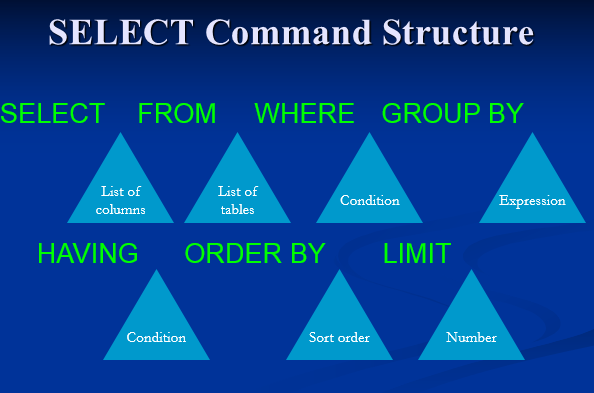 SELECT Command Structure
SELECT FROM WHERE GROUP BY
List of
columns
List of
tables
Condition
Expression
HAVING ORDER BY LIMIT
Condition
Sort order
Number